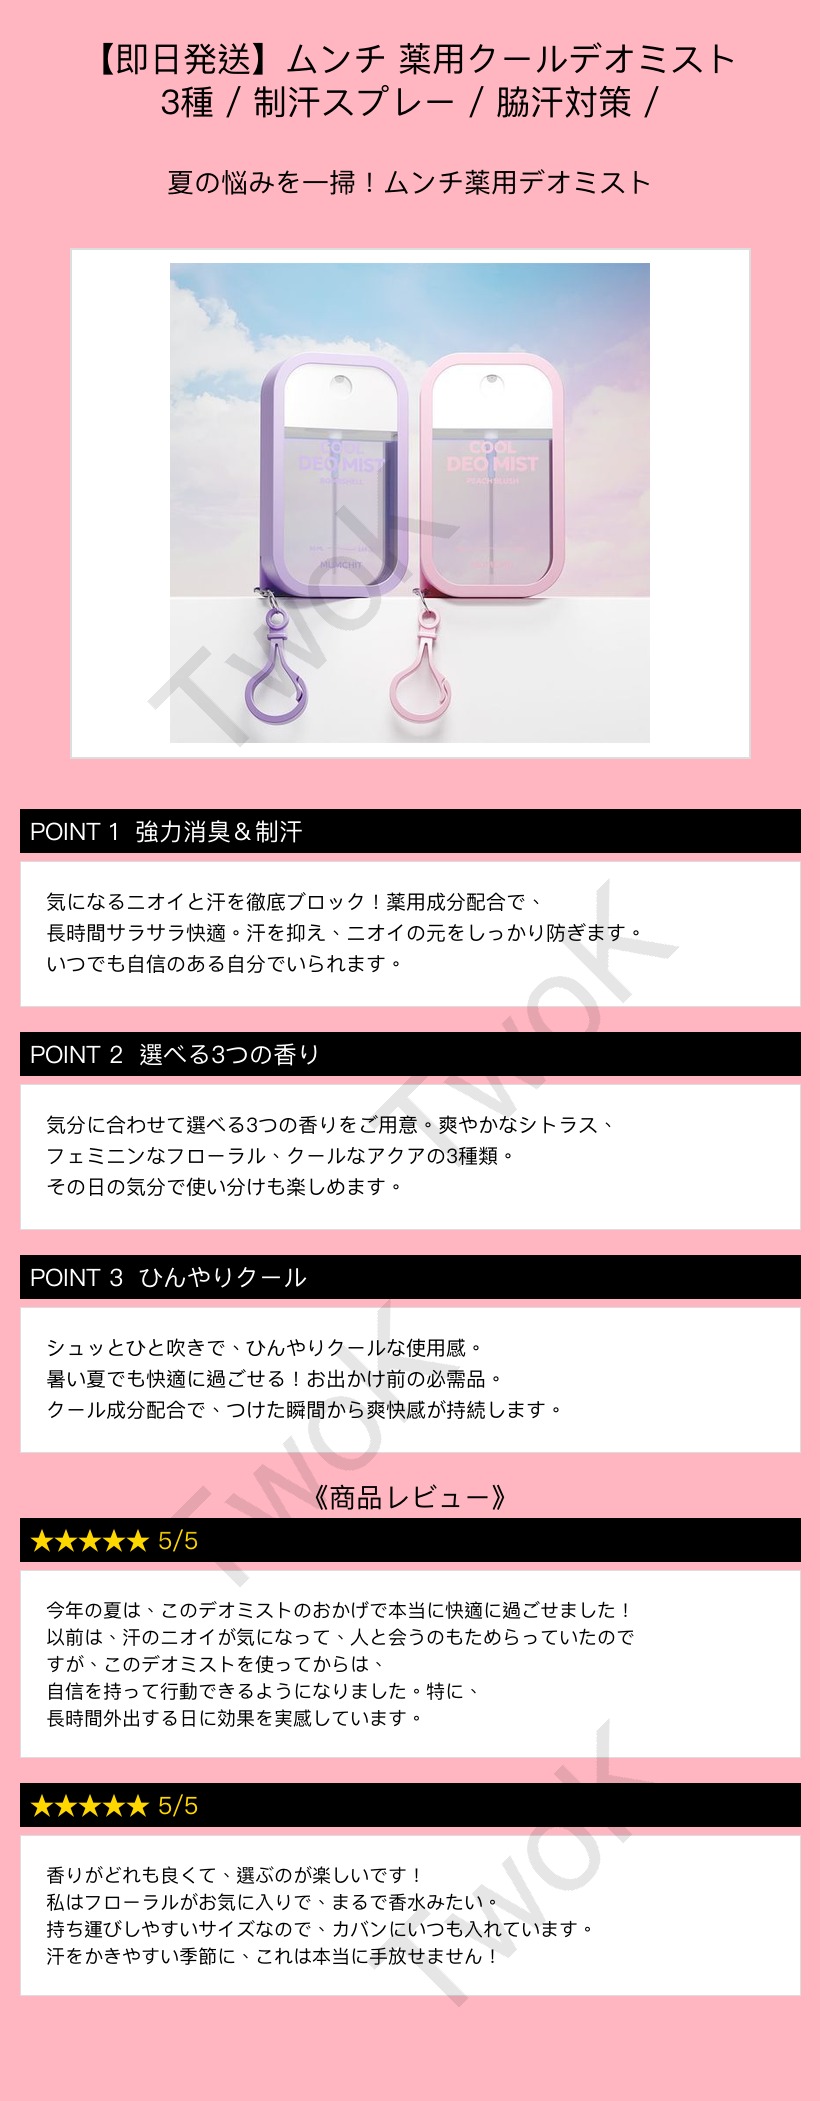 【即日発送】ムンチ 薬用クールデオミスト
3種 / 制汗スプレー / 脇汗対策 /
夏の悩みを一掃！ムンチ薬用デオミスト
COOL
DEO MIST
BOMBSHELL
MUMCHIT
COOL
DEO MIST
PEACH BLUSH
TwoK
POINT 1 強力消臭＆制汗
気になるニオイと汗を徹底ブロック！薬用成分配合で、
長時間サラサラ快適。汗を抑え、ニオイの元をしっかり防ぎます。
いつでも自信のある自分でいられます。
TwoK
POINT 2 選べる3つの香り
気分に合わせて選べる3つの香りをご用意。爽やかなシトラス、
フェミニンなフローラル、クールなアクアの3種類。
その日の気分で使い分けも楽しめます。
POINT 3 ひんやりクール
シュッとひと吹きで、ひんやりクールな使用感。
暑い夏でも快適に過ごせる！お出かけ前の必需品。
クール成分配合で、つけた瞬間から爽快感が持続します。
TwoK
《商品レビュー》
★★★★★ 5/5
今年の夏は、このデオミストのおかげで本当に快適に過ごせました！
以前は、汗のニオイが気になって、人と会うのもためらっていたので
すが、このデオミストを使ってからは、
自信を持って行動できるようになりました。特に、
長時間外出する日に効果を実感しています。
★★★★★ 5/5
香りがどれも良くて、選ぶのが楽しいです！
私はフローラルがお気に入りで、まるで香水みたい。
持ち運びしやすいサイズなので、カバンにいつも入れています。
汗をかきやすい季節に、これは本当に手放せません！
TwoK